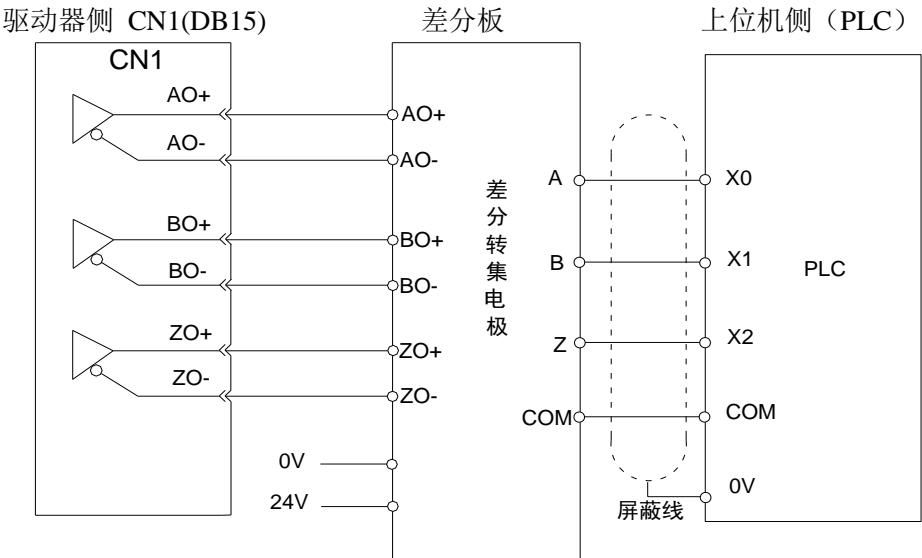 驱动器侧 CN1(DB15)
差分板
上位机侧（PLC）
CN1
AO+
AO-
BO+
BO-
ZO+
ZO-
0V
24V
AO+
AO-
BO+
BO-
ZO+
ZO-
差分转集电极
A
B
Z
COM
屏蔽线
X0
X1
X2
COM
0V
PLC